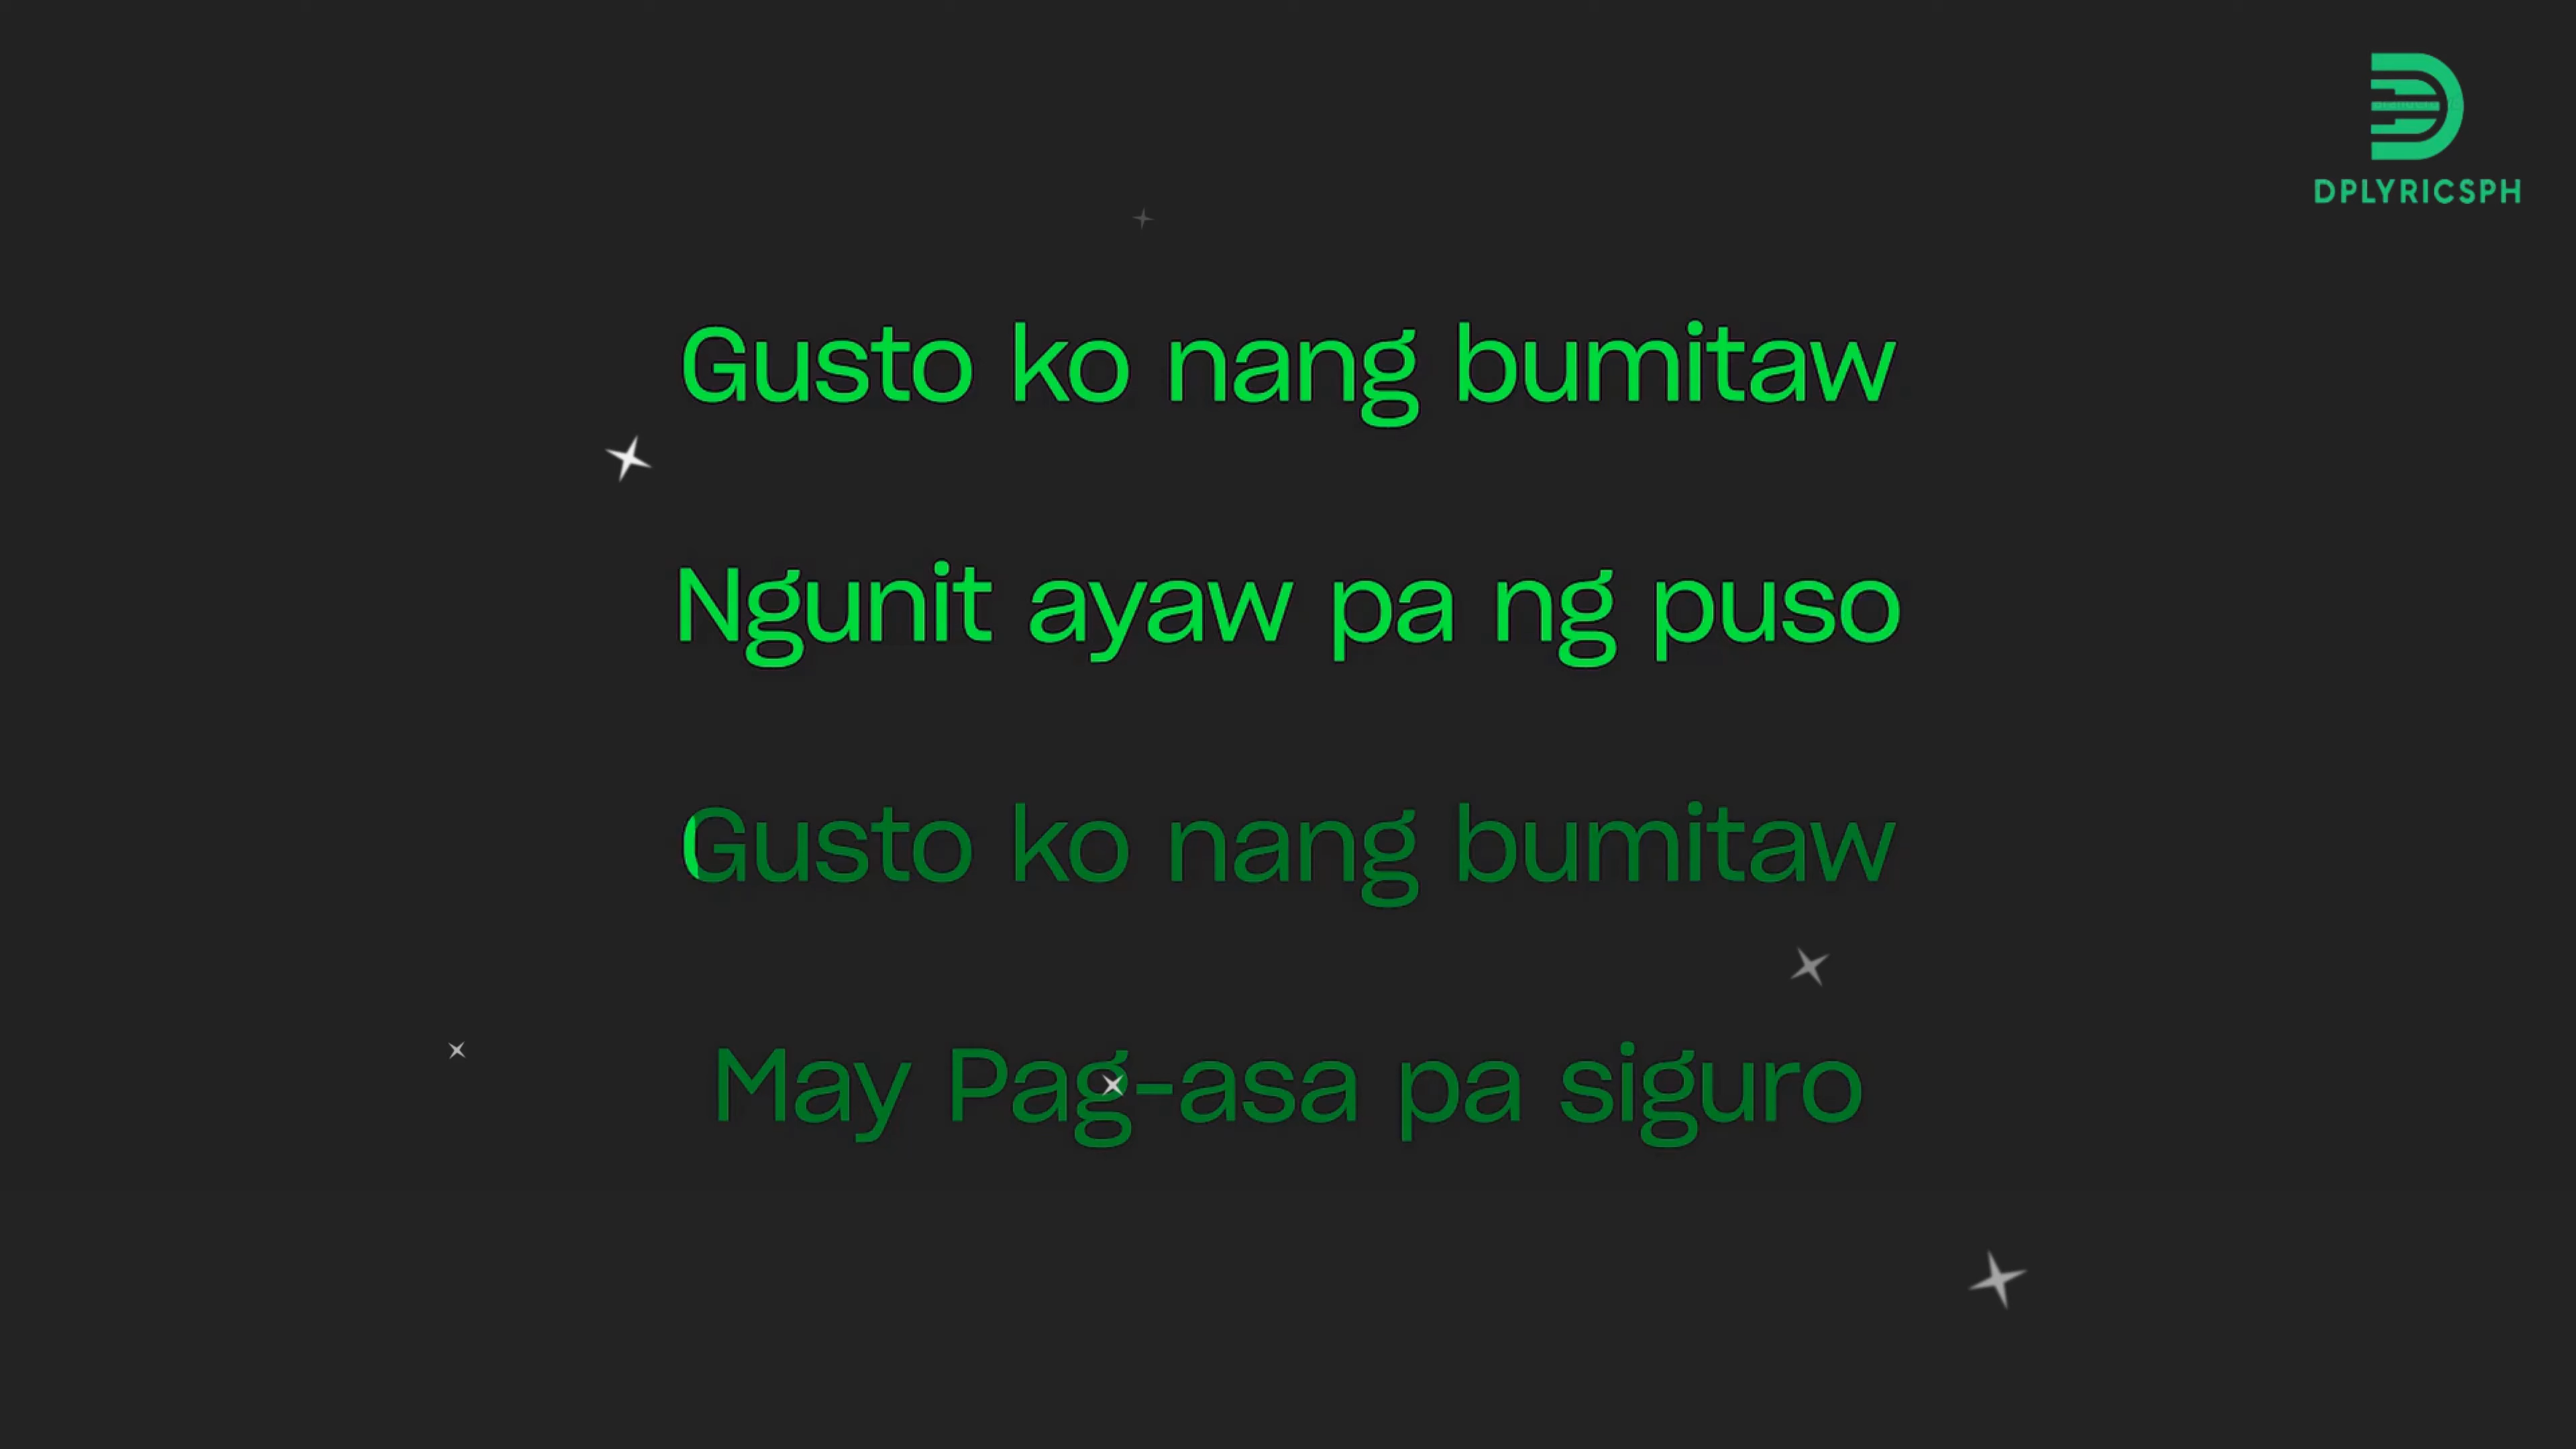 DPLYRICSPH
Gusto ko nang bumitaw
Ngunit ayaw pa ng puso
Gusto ko nang bumitaw
May Pag-asa pa siguro